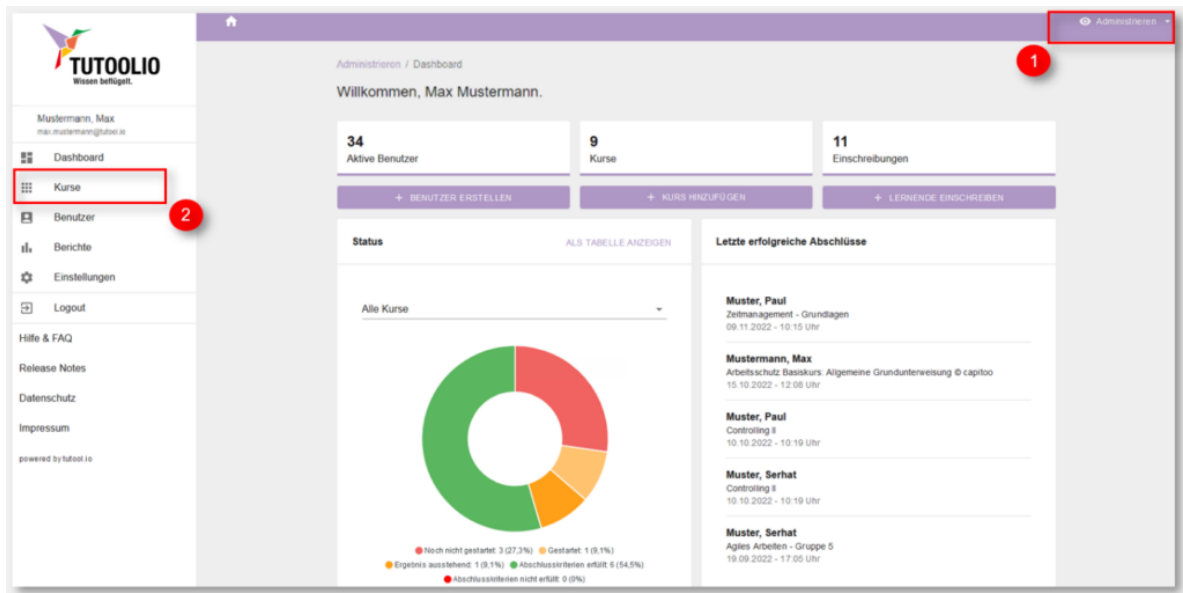 TUTOOLIO
Wissen beflügelt.
Mustermann, Max
max.mustermann@tutool.io
Dashboard
Kurse
2
Benutzer
Berichte
Einstellungen
Logout
Hilfe & FAQ
Release Notes
Datenschutz
Impressum
powered by tutool.io
Administrieren
1
Administrieren / Dashboard
Willkommen, Max Mustermann.
34
Aktive Benutzer
9
Kurse
11
Einschreibungen
+ BENUTZER ERSTELLEN
+ KURS HINZUFÜGEN
+ LERNENDE EINSCHREIBEN
Status
ALS TABELLE ANZEIGEN
Alle Kurse
Noch nicht gestartet: 3 (27,3%) Gestartet: 1 (9,1%)
Ergebnis ausstehend: 1 (9,1%) Abschlusskriterien erfüllt: 6 (54,5%)
Abschlusskriterien nicht erfüllt: 0 (0%)
Letzte erfolgreiche Abschlüsse
Muster, Paul
Zeitmanagement - Grundlagen
09.11.2022 - 10:15 Uhr
Mustermann, Max
Arbeitsschutz Basiskurs: Allgemeine Grundunterweisung © capitoo
15.10.2022 - 12:08 Uhr
Muster, Paul
Controlling II
10.10.2022 - 10:19 Uhr
Muster, Serhat
Controlling II
10.10.2022 - 10:19 Uhr
Muster, Serhat
Agiles Arbeiten - Gruppe 5
19.09.2022 - 17:05 Uhr